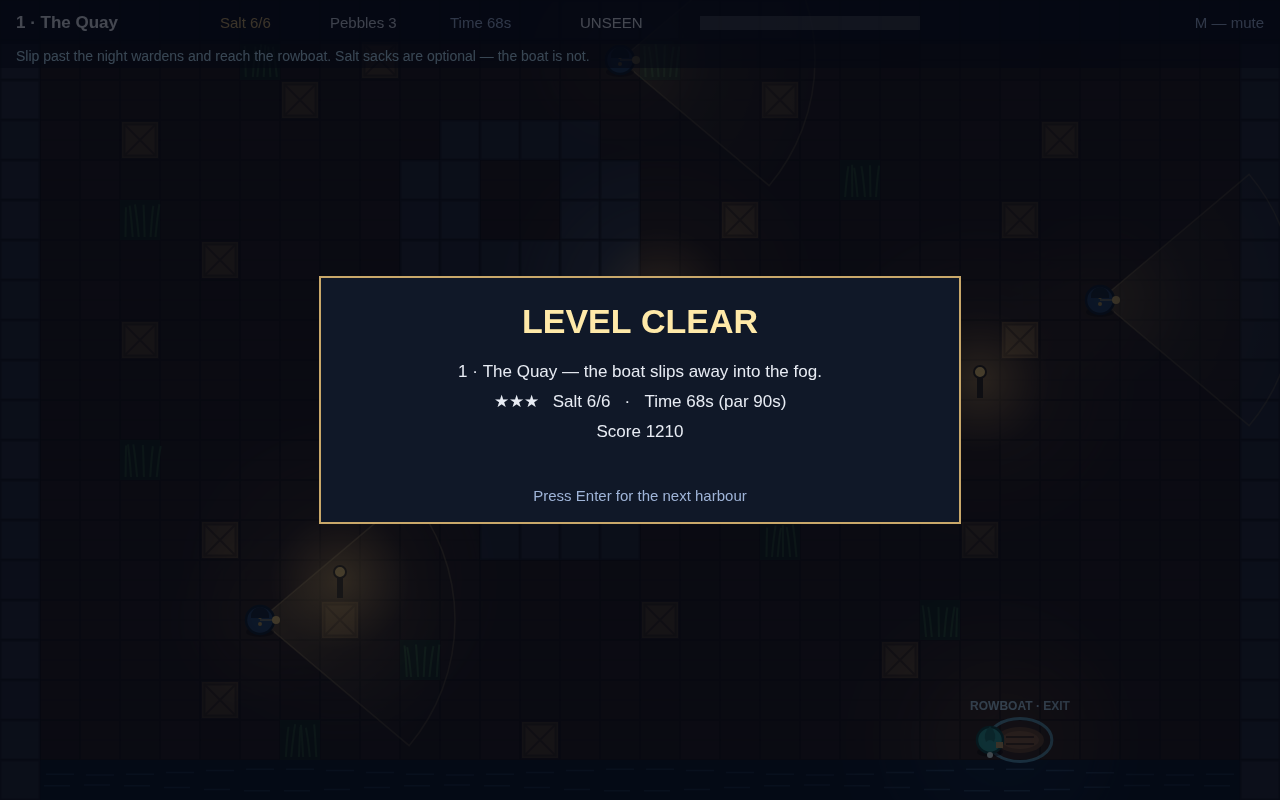 1 · The Quay Salt 6/6 Pebbles 3 Time 68s UNSEEN M — mute
Slip past the night wardens and reach the rowboat. Salt sacks are optional — the boat is not.
LEVEL CLEAR
1 · The Quay — the boat slips away into the fog.
★★★ Salt 6/6 · Time 68s (par 90s)
Score 1210
Press Enter for the next harbour
ROWBOAT · EXIT